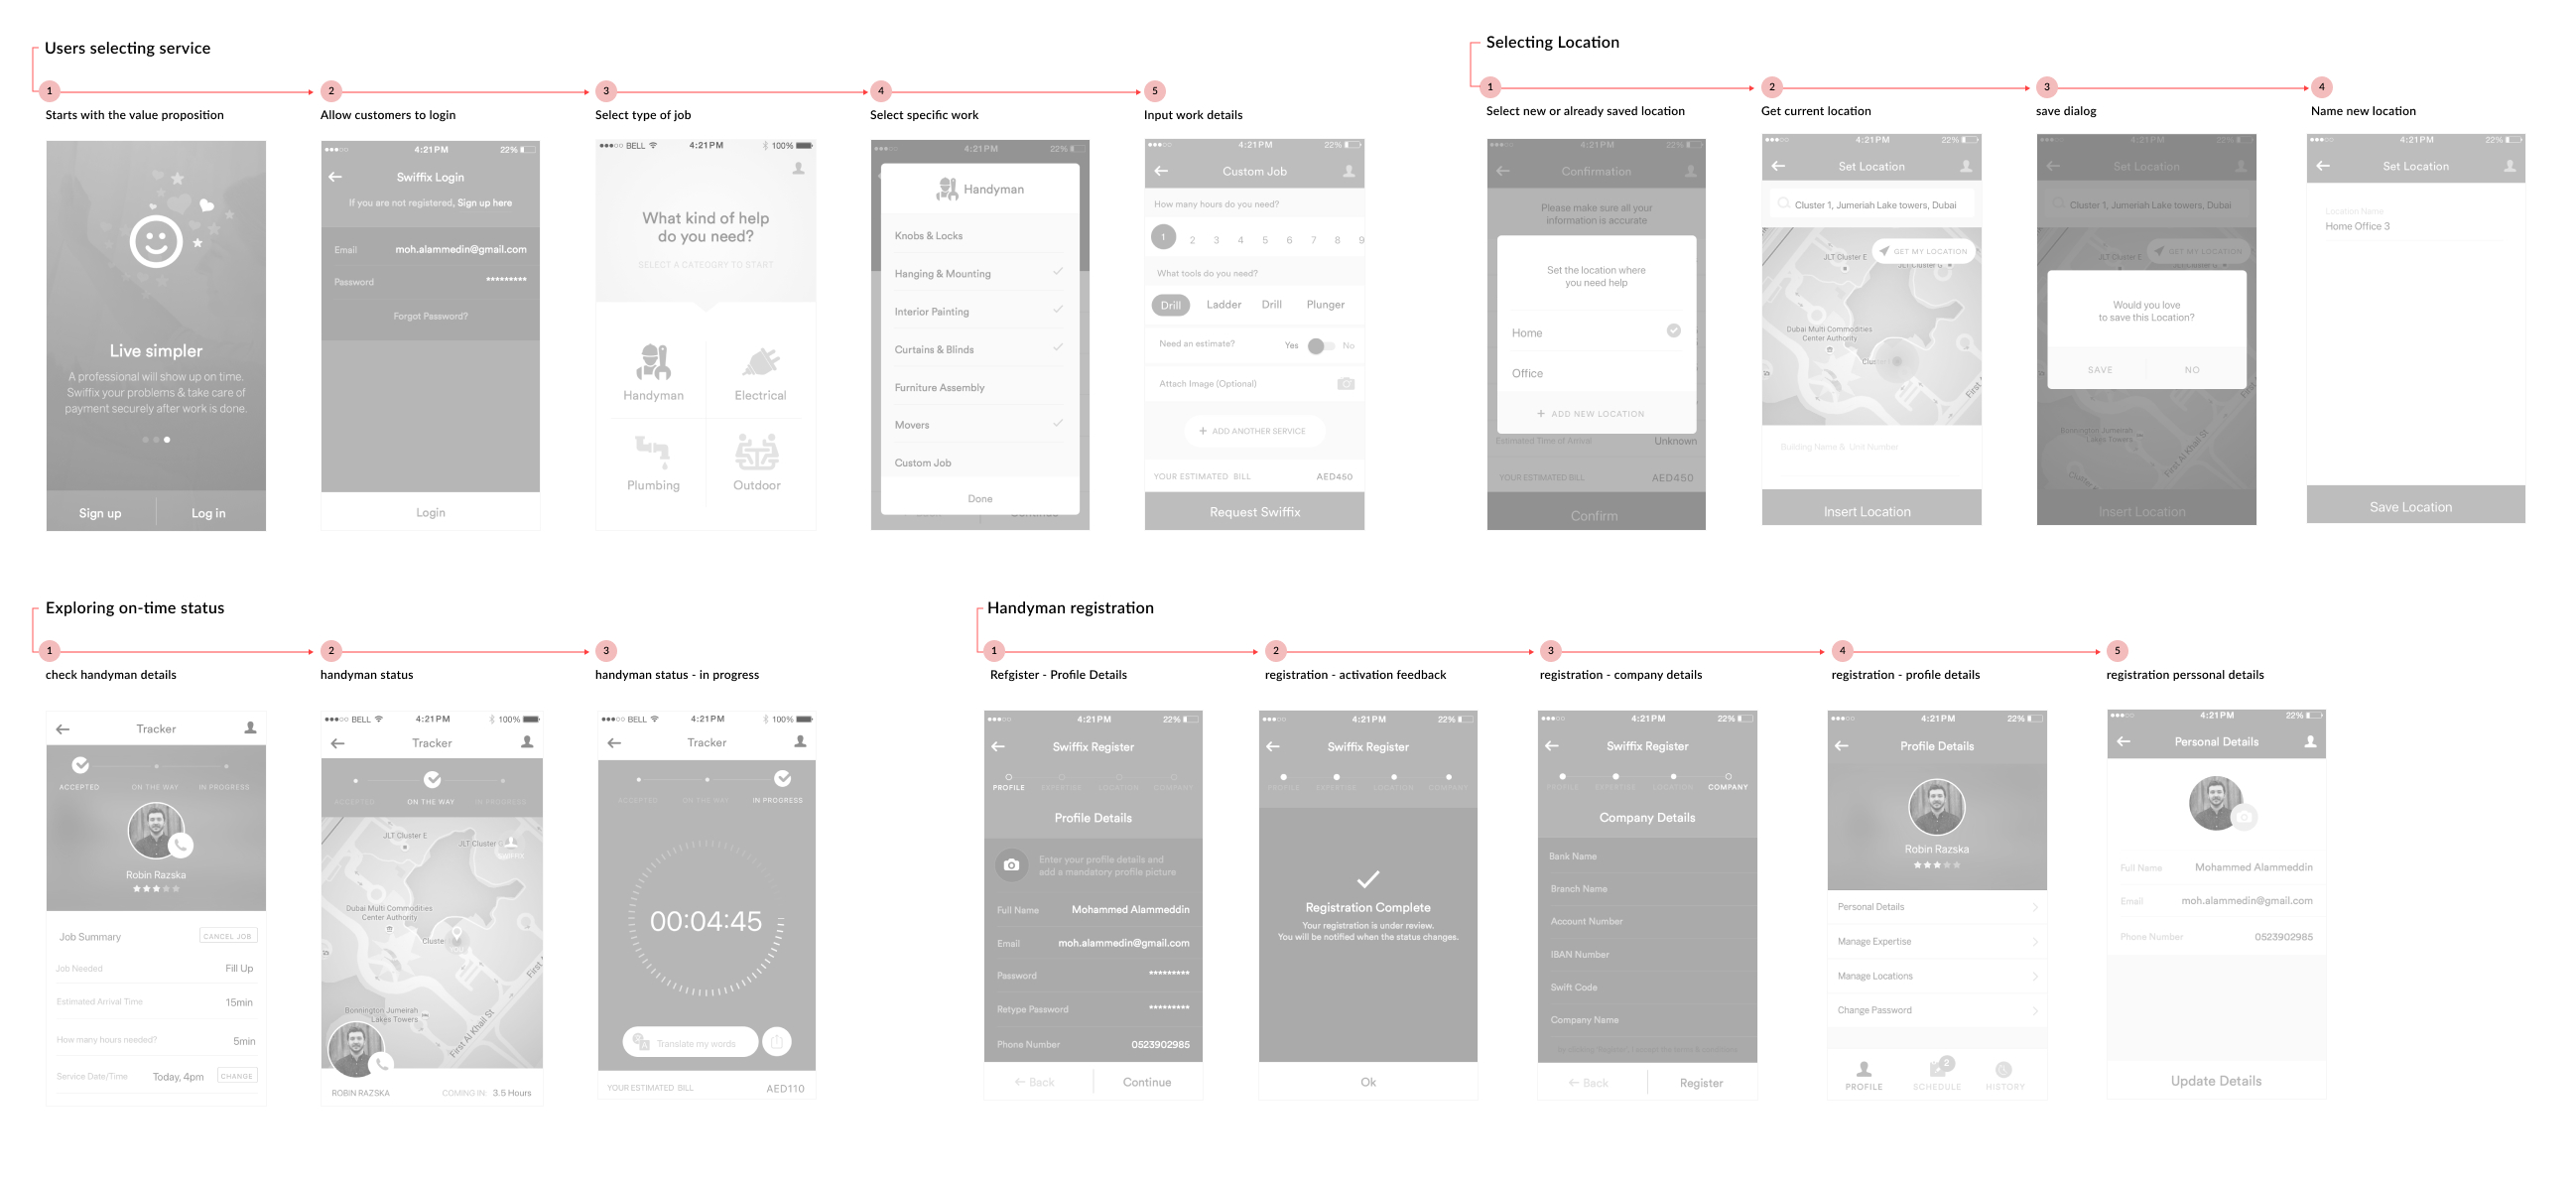 Users selecting service
1
2
3
4
5
Starts with the value proposition
Allow customers to login
Select type of job
Select specific work
Input work details
Live simpler
A professional will show up on time.
Swiffix your problems & take care of
payment securely after work is done.
Sign up
Log in
4:21PM
22%
Swiffix Login
If you are not registered, Sign up here
Email
moh.alammedin@gmail.com
Password
*********
Forgot Password?
Login
BELL
4:21PM
100%
What kind of help
do you need?
SELECT A CATEOGRY TO START
Handyman
Electrical
Plumbing
Outdoor
4:21PM
22%
Handyman
Knobs & Locks
Hanging & Mounting
Interior Painting
Curtains & Blinds
Furniture Assembly
Movers
Custom Job
Done
4:21PM
22%
Custom Job
How many hours do you need?
1 2 3 4 5 6 7 8 9
What tools do you need?
Drill
Ladder
Drill
Plunger
Need an estimate?
Yes
No
Attach Image (Optional)
+ ADD ANOTHER SERVICE
YOUR ESTIMATED BILL
AED450
Request Swiffix
Selecting Location
1
2
3
4
Select new or already saved location
Get current location
save dialog
Name new location
4:21PM
22%
Confirmation
Please make sure all your
information is accurate
Set the location where
you need help
Home
Office
+ ADD NEW LOCATION
Estimated Time of Arrival
Unknown
YOUR ESTIMATED BILL
AED450
Confirm
4:21PM
22%
Set Location
Cluster 1, Jumeriah Lake towers, Dubai
GET MY LOCATION
JLT Cluster E
JLT Cluster G
Dubai Multi Commodities
Center Authority
Building Name & Unit Number
Insert Location
4:21PM
22%
Set Location
Cluster 1, Jumeriah Lake towers, Dubai
GET MY LOCATION
JLT Cluster E
Would you love
to save this Location?
SAVE
NO
Bonnington Jumeirah
Lakes Towers
First Al Khail St
Insert Location
4:21PM
22%
Set Location
Location Name
Home Office 3
Save Location
Exploring on-time status
1
2
3
check handyman details
handyman status
handyman status - in progress
Tracker
ACCEPTED
ON THE WAY
IN PROGRESS
Robin Razska
Job Summary
CANCEL JOB
Job Needed
Fill Up
Estimated Arrival Time
15min
How many hours needed?
5min
Service Date/Time
Today, 4pm
CHANGE
BELL
4:21PM
100%
Tracker
ACCEPTED
ON THE WAY
IN PROGRESS
JLT Cluster E
JLT Cluster G
Dubai Multi Commodities
Center Authority
Cluste
Bonnington Jumeirah
Lakes Towers
First Al Khail St
ROBIN RAZSKA
COMING IN:
3.5 Hours
BELL
4:21PM
100%
Tracker
ACCEPTED
ON THE WAY
IN PROGRESS
00:04:45
Translate my words
YOUR ESTIMATED BILL
AED110
Handyman registration
1
2
3
4
5
Refgister - Profile Details
registration - activation feedback
registration - company details
registration - profile details
registration perssonal details
4:21PM
22%
Swiffix Register
PROFILE
EXPERTISE
LOCATION
COMPANY
Profile Details
Enter your profile details and
add a mandatory profile picture
Full Name
Mohammed Alammeddin
Email
moh.alammedin@gmail.com
Password
*********
Retype Password
*********
Phone Number
0523902985
Back
Continue
4:21PM
22%
Swiffix Register
PROFILE
EXPERTISE
LOCATION
COMPANY
Registration Complete
Your registration is under review.
You will be notified when the status changes.
Ok
4:21PM
22%
Swiffix Register
PROFILE
EXPERTISE
LOCATION
COMPANY
Company Details
Bank Name
Branch Name
Account Number
IBAN Number
Swift Code
Company Name
Back
Register
4:21PM
22%
Profile Details
Robin Razska
Personal Details
Manage Expertise
Manage Locations
Change Password
2
PROFILE
SCHEDULE
HISTORY
4:21PM
22%
Personal Details
Full Name
Mohammed Alammeddin
Email
moh.alammedin@gmail.com
Phone Number
0523902985
Update Details